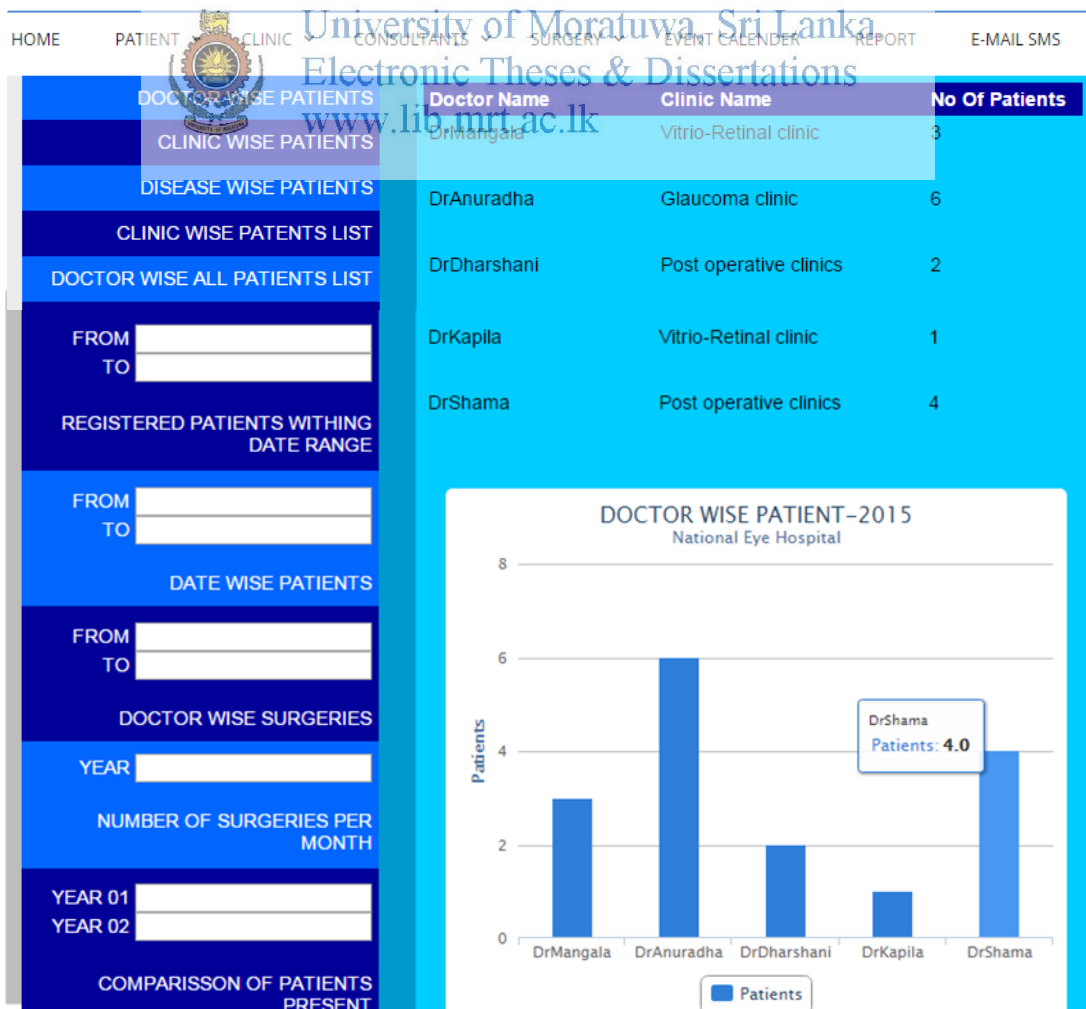 University of Moratuwa, Sri Lanka.
Electronic Theses & Dissertations
www.lib.mrt.ac.lk
HOME PATIENT CLINIC CONSULTANTS SURGERY EVENT CALENDER REPORT E-MAIL SMS
DOCTOR WISE PATIENTS
CLINIC WISE PATIENTS
DISEASE WISE PATIENTS
CLINIC WISE PATENTS LIST
DOCTOR WISE ALL PATIENTS LIST
FROM
TO
REGISTERED PATIENTS WITHING
DATE RANGE
FROM
TO
DATE WISE PATIENTS
FROM
TO
DOCTOR WISE SURGERIES
YEAR
NUMBER OF SURGERIES PER
MONTH
YEAR 01
YEAR 02
COMPARISSON OF PATIENTS
PRESENT
Doctor Name Clinic Name No Of Patients
DrMangala Vitrio-Retinal clinic 3
DrAnuradha Glaucoma clinic 6
DrDharshani Post operative clinics 2
DrKapila Vitrio-Retinal clinic 1
DrShama Post operative clinics 4
DOCTOR WISE PATIENT-2015
National Eye Hospital
8
6
4
2
0
Patients
DrShama
Patients: 4.0
DrMangala DrAnuradha DrDharshani DrKapila DrShama
Patients